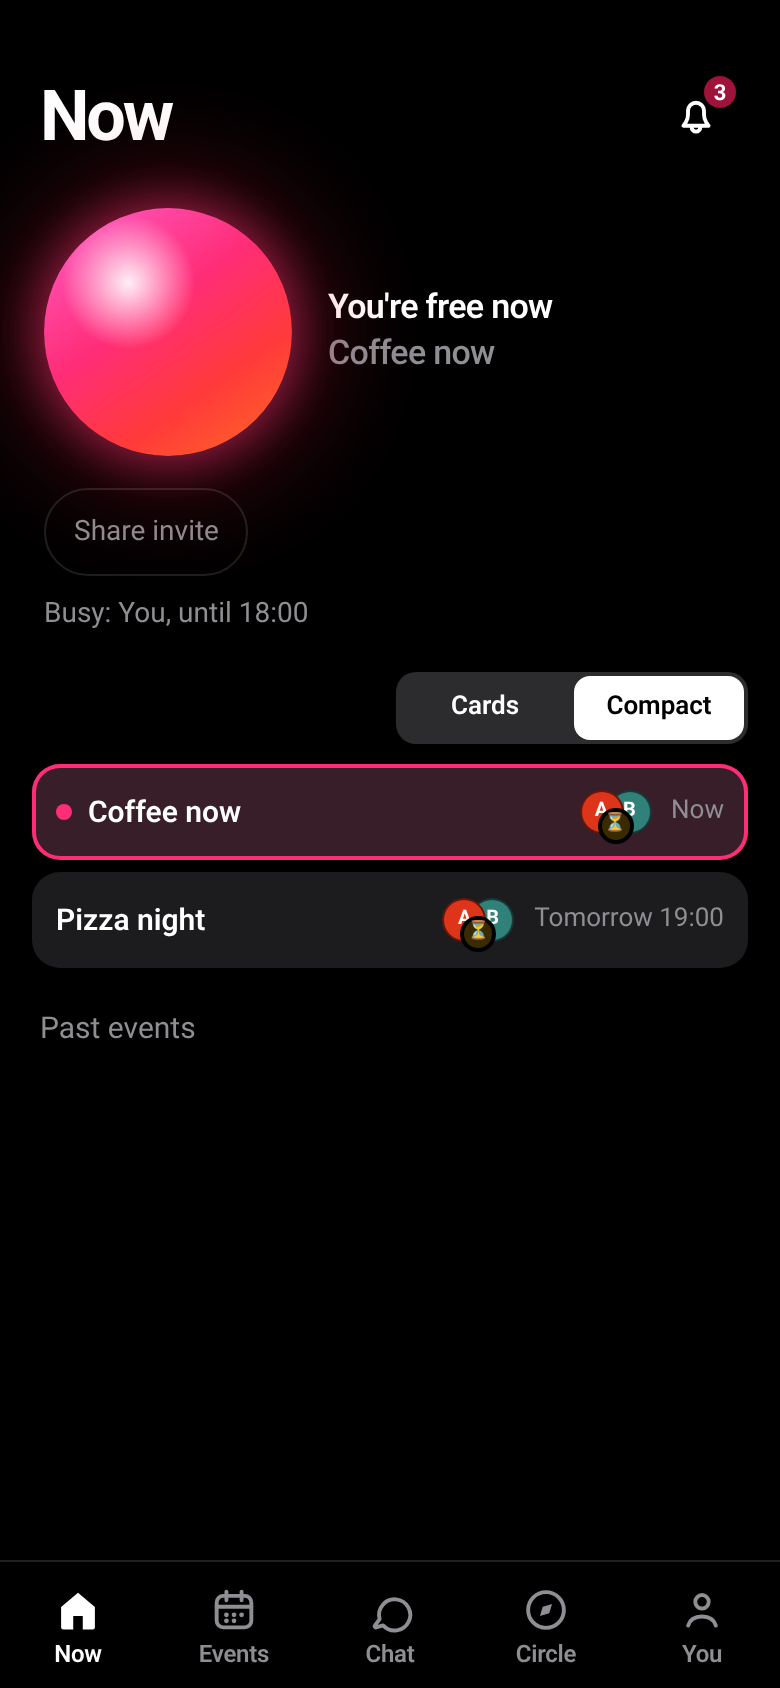 Now
3
You're free now
Coffee now
Share invite
Busy: You, until 18:00
Cards
Compact
Coffee now
A
B
Now
Pizza night
A
B
Tomorrow 19:00
Past events
Now
Events
Chat
Circle
You